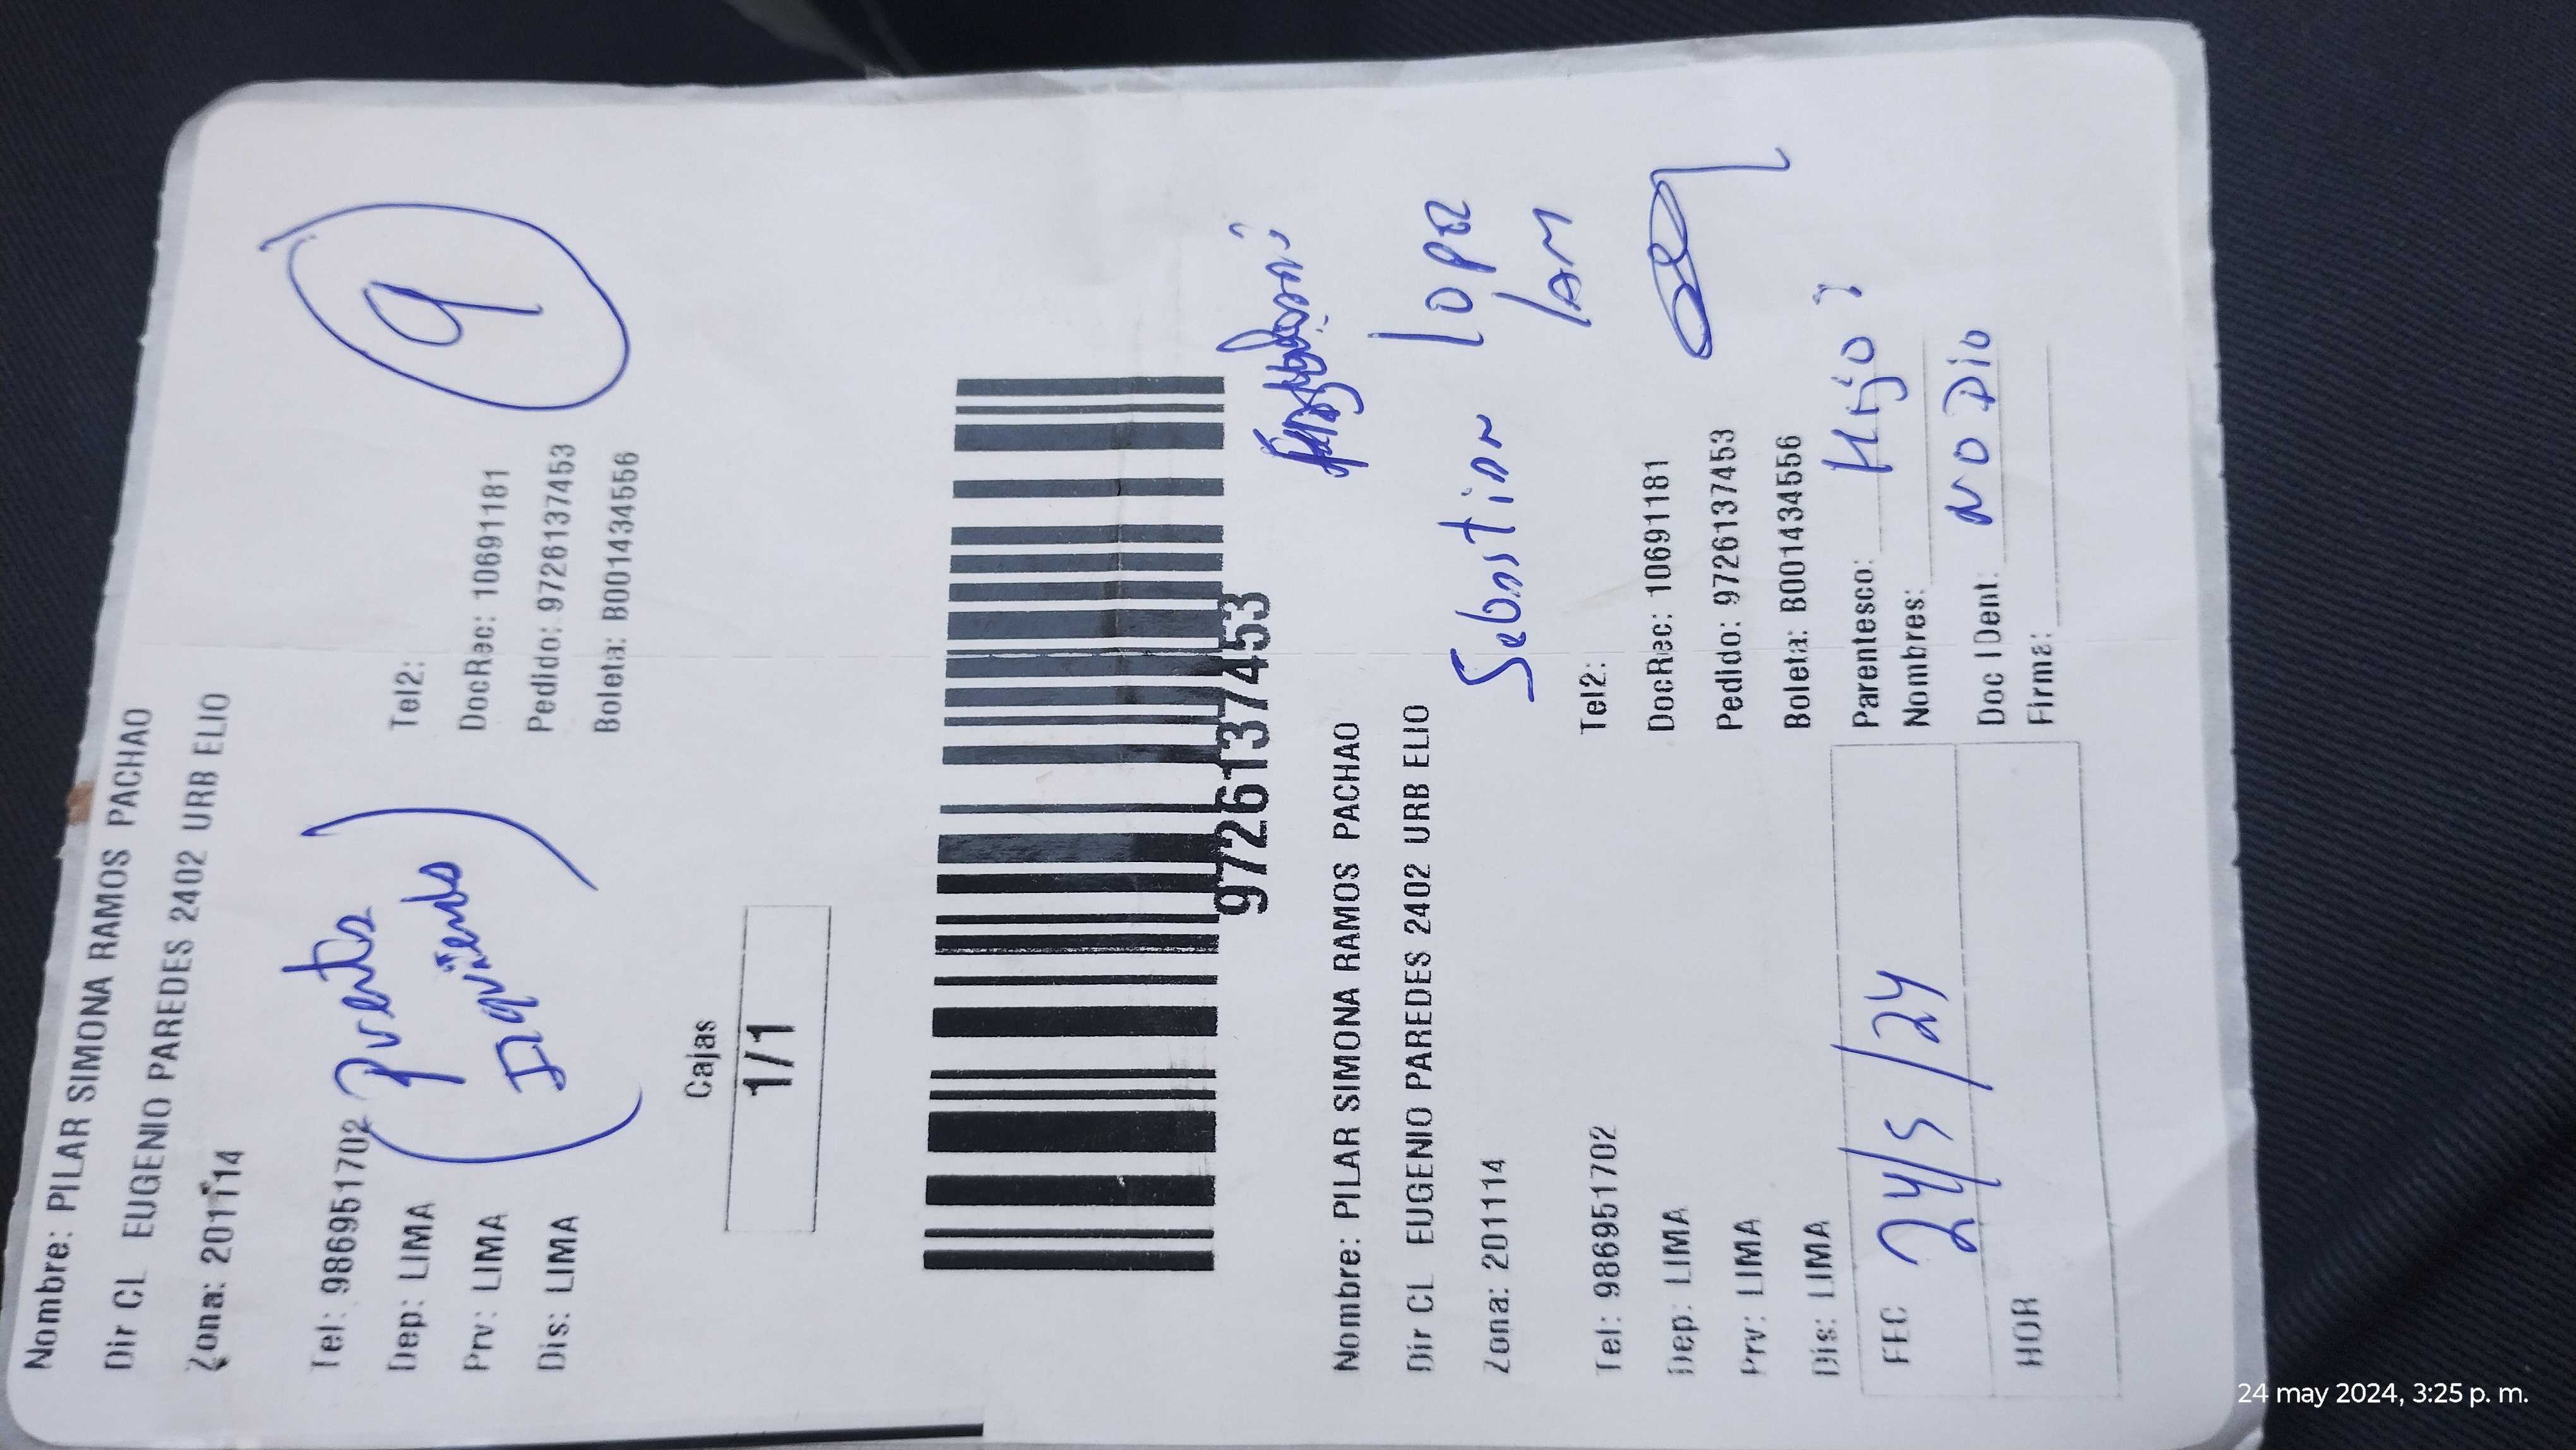 Nombre: PILAR SIMONA RAMOS PACHAO
Dir CL EUGENIO PAREDES 2402 URB ELIO
Zona: 201114
9
Tel: 986951702
Tel2:
Dep: LIMA
DocRec: 10691181
Prv: LIMA
Pedido: 972613 7453
Dis: LIMA
Boleta: B001434556
Cajas
1/1
9726137453
Nombre: PILAR SIMONA RAMOS PACHAO
Dir CL EUGENIO PAREDES 2402 URB ELIO
Zona: 201114
Tel: 986951702
Tel2:
Dep: LIMA
DocRec: 10691181
Prv: LIMA
Pedido: 9726137453
Dis: LIMA
Boleta: B001434556
FEC 24/5/24
Parentesco: Hijo
Nombres:
HOR
Doc IDent: NO Dio
Firma:
24 may 2024, 3:25 p. m.